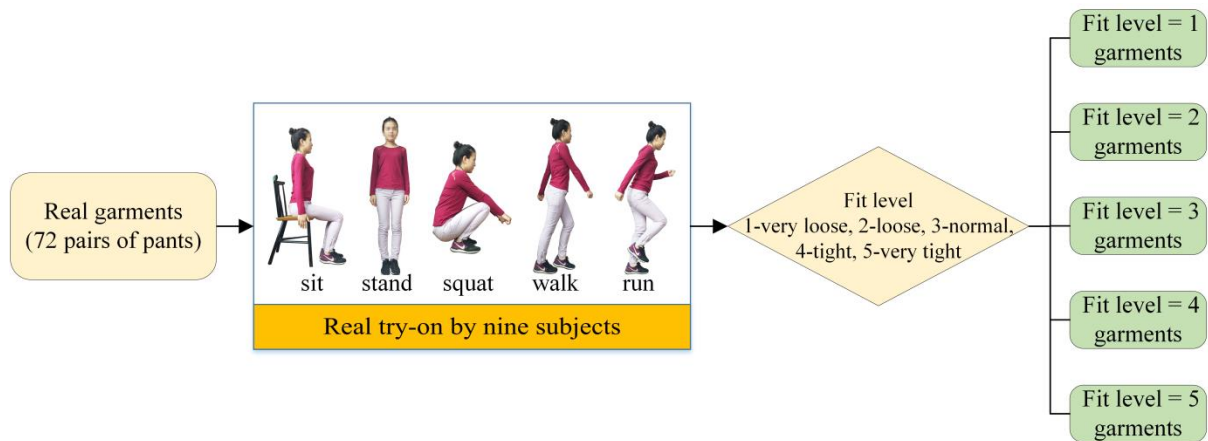 Real garments
(72 pairs of pants)
sit
stand
squat
walk
run
Real try-on by nine subjects
Fit level
1-very loose, 2-loose, 3-normal,
4-tight, 5-very tight
Fit level = 1
garments
Fit level = 2
garments
Fit level = 3
garments
Fit level = 4
garments
Fit level = 5
garments